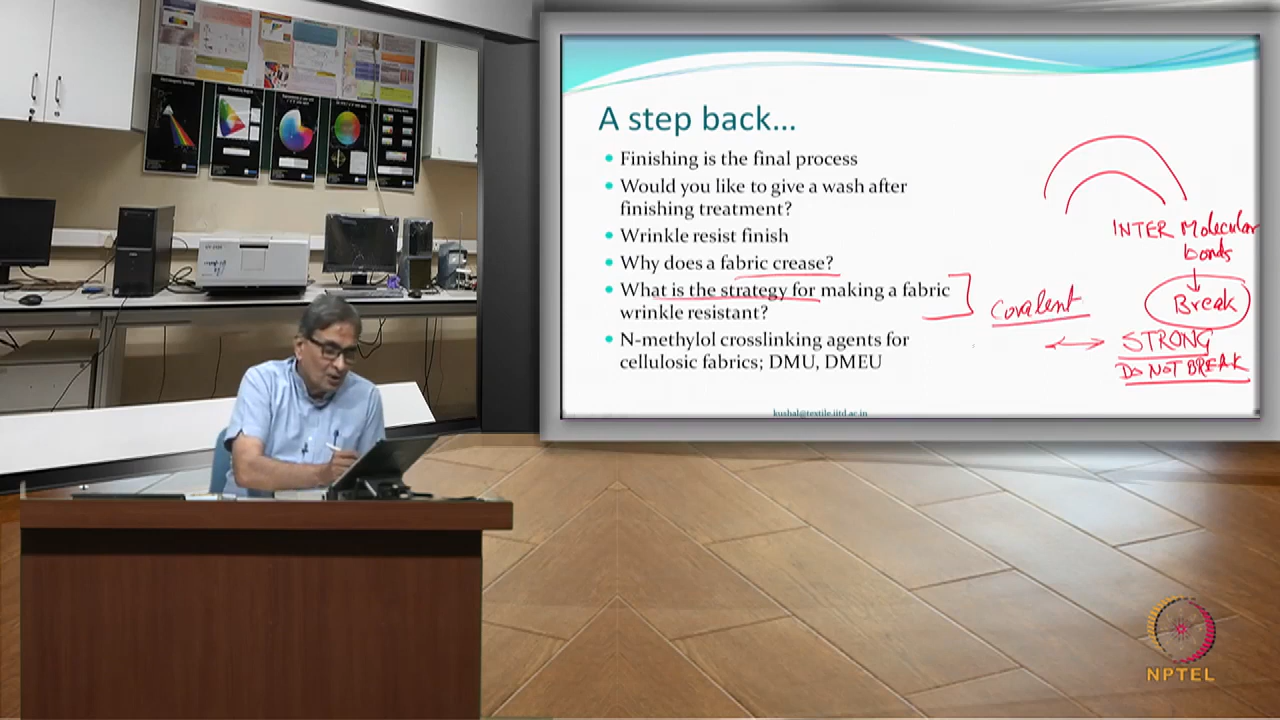 A step back...
Finishing is the final process
Would you like to give a wash after
finishing treatment?
Wrinkle resist finish
Why does a fabric crease?
What is the strategy for making a fabric
wrinkle resistant?
N-methylol crosslinking agents for
cellulosic fabrics; DMU, DMEU
kushal@textile.iitd.ac.in
INTER Molecular
bonds
Break
Covalent
STRONG
DO NOT BREAK
NPTEL